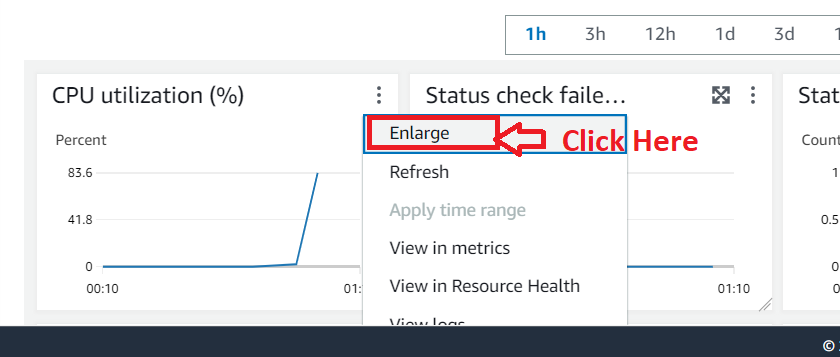 1h 3h 12h 1d 3d
CPU utilization (%)
Status check faile...
Percent
83.6
41.8
0
00:10
01:
Enlarge
Click Here
Refresh
Apply time range
View in metrics
View in Resource Health
View logs
01:10
Stat
Count
1
0.5
0
©